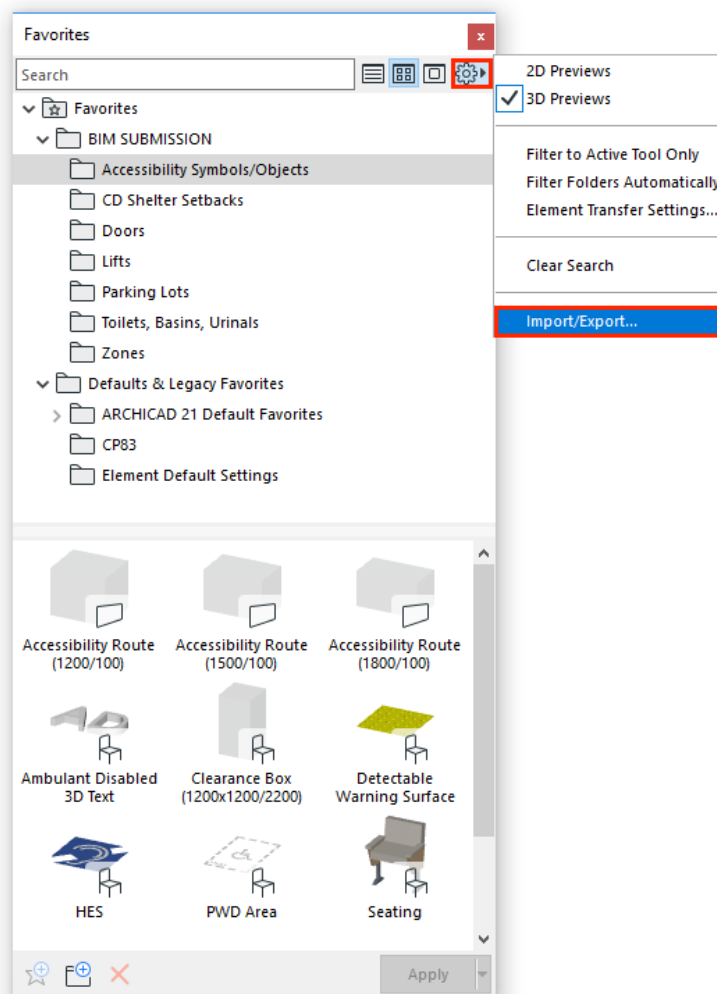 Favorites
x
Search
Favorites
BIM SUBMISSION
Accessibility Symbols/Objects
CD Shelter Setbacks
Doors
Lifts
Parking Lots
Toilets, Basins, Urinals
Zones
Defaults & Legacy Favorites
ARCHICAD 21 Default Favorites
CP83
Element Default Settings
2D Previews
3D Previews
Filter to Active Tool Only
Filter Folders Automatically
Element Transfer Settings...
Clear Search
Import/Export...
Accessibility Route
(1200/100)
Accessibility Route
(1500/100)
Accessibility Route
(1800/100)
Ambulant Disabled
3D Text
Clearance Box
(1200x1200/2200)
Detectable
Warning Surface
HES
PWD Area
Seating
Apply